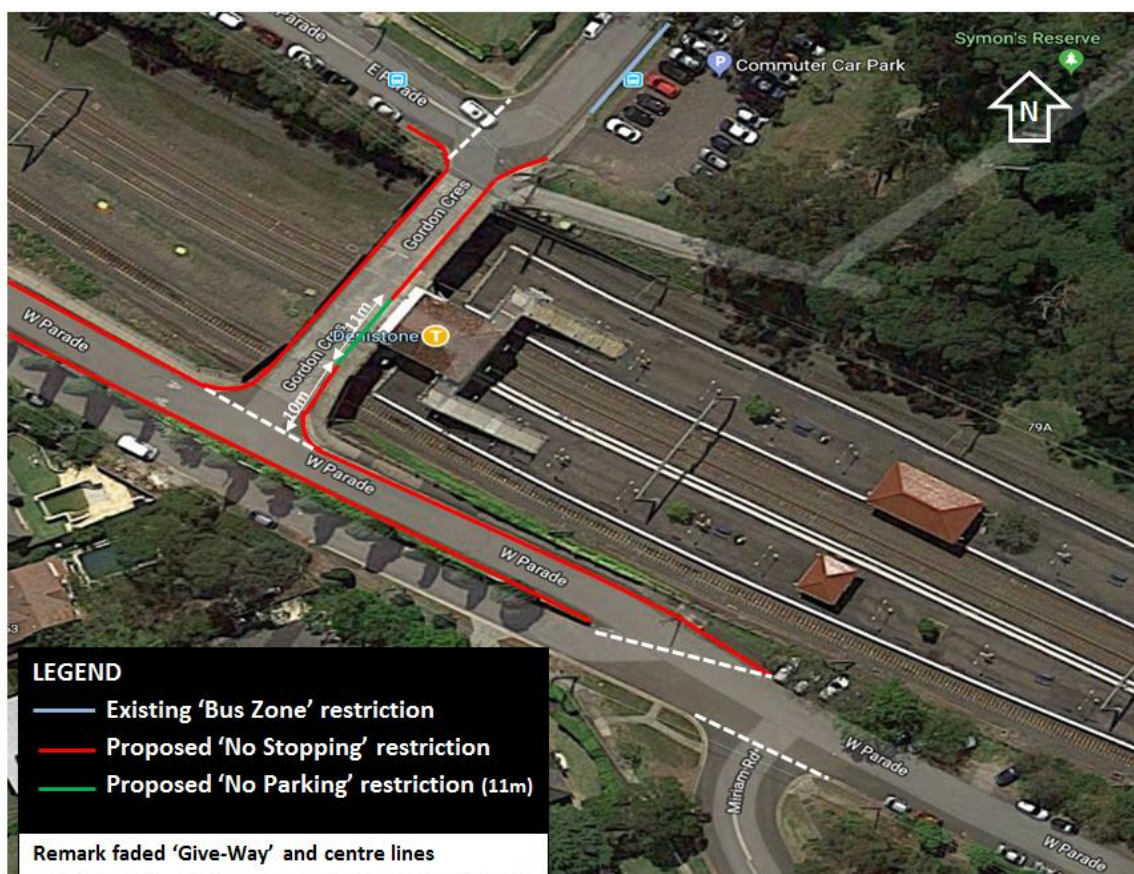 W Parade
E Parade
Symon's Reserve
P
Commuter Car Park
N
Gordon Cres
11m
Denistone
T
W Parade
Gordon Cres
10m
W Parade
79A
W Parade
53
W Parade
Miriam Rd
W Parade
LEGEND
Existing 'Bus Zone' restriction
Proposed 'No Stopping' restriction
Proposed 'No Parking' restriction (11m)
Remark faded 'Give-Way' and centre lines